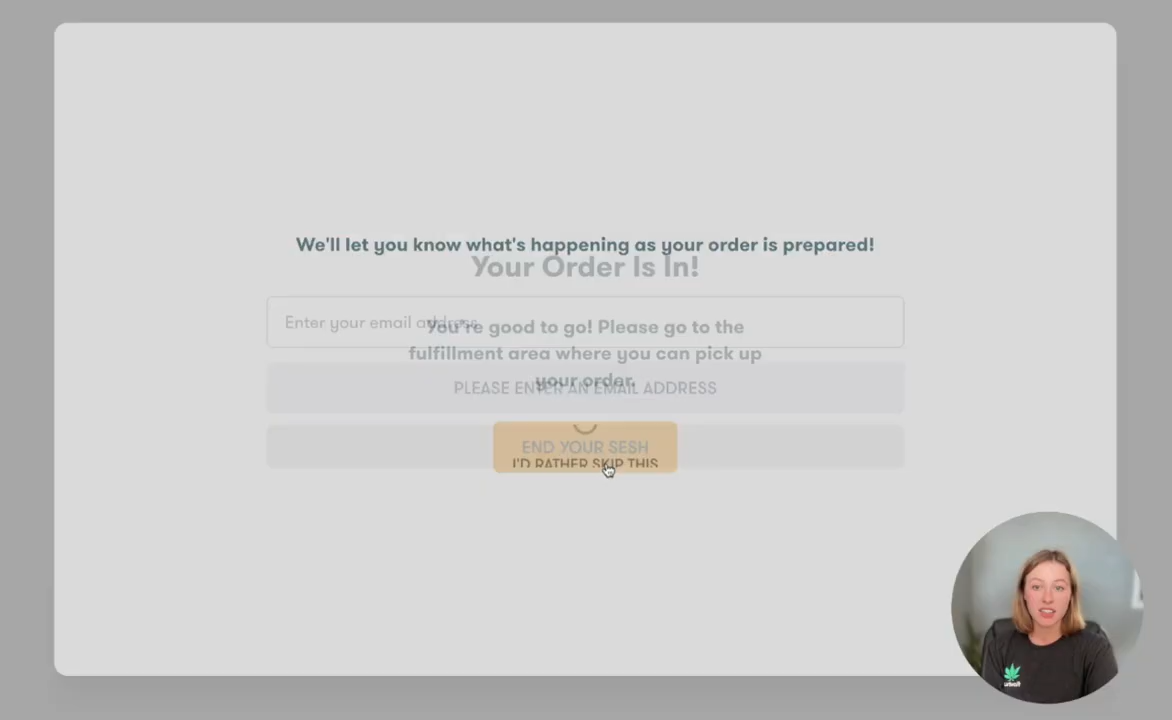 We'll let you know what's happening as your order is prepared!
Your Order Is In!
Enter your email address
You're good to go! Please go to the
fulfillment area where you can pick up
your order.
PLEASE ENTER AN EMAIL ADDRESS
END YOUR SESH
I'D RATHER SKIP THIS